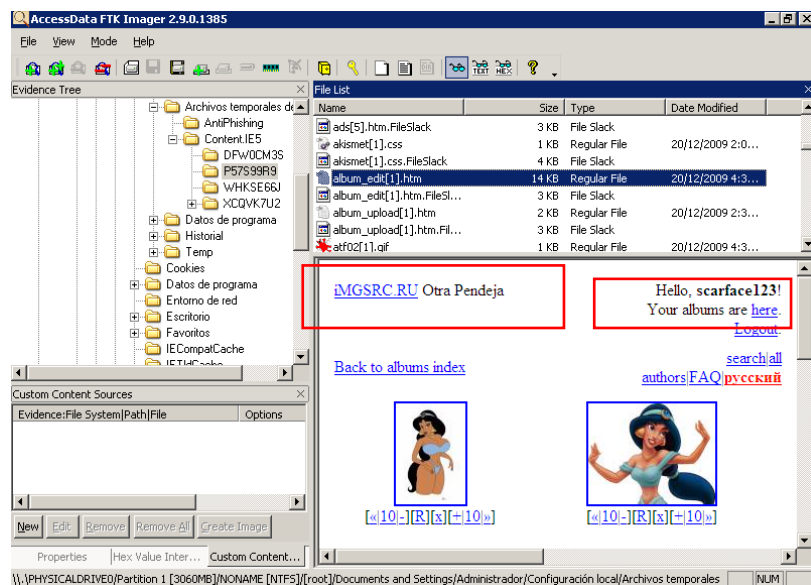 AccessData FTK Imager 2.9.0.1385
File View Mode Help
Evidence Tree
Archivos temporales de
AntiPhishing
Content.IE5
DFW0CM3S
P57S99R9
WHKSE66J
XCQVK7U2
Datos de programa
Historial
Temp
Cookies
Datos de programa
Entorno de red
Escritorio
Favoritos
IECompatCache
IETldCache
Custom Content Sources
Evidence:File System|Path|File Options
New Edit Remove Remove All Create Image
Properties Hex Value Inter... Custom Content...
File List
Name Size Type Date Modified
ads[5].htm.FileSlack 3 KB File Slack
akismet[1].css 1 KB Regular File 20/12/2009 2:0...
akismet[1].css.FileSlack 4 KB File Slack
album_edit[1].htm 14 KB Regular File 20/12/2009 4:3...
album_edit[1].htm.FileSl... 3 KB File Slack
album_upload[1].htm 2 KB Regular File 20/12/2009 2:3...
album_upload[1].htm.Fil... 3 KB File Slack
atf02[1].gif 1 KB Regular File 20/12/2009 4:3...
iMGSRC.RU Otra Pendeja
Hello, scarface123!
Your albums are here.
Logout.
Back to albums index
search|all
authors|FAQ|русский
[«|10|-][R][x][+|10|»]
[«|10|-][R][x][+|10|»]
\\.\PHYSICALDRIVE0/Partition 1 [3060MB]/NONAME [NTFS]/[root]/Documents and Settings/Administrador/Configuración local/Archivos temporales
NUM